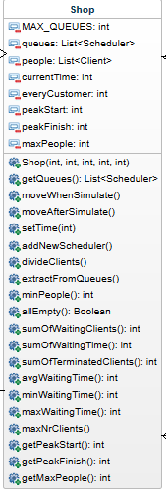 Shop
MAX_QUEUES: int
queues: List<Scheduler>
people: List<Client>
currentTime: int
everyCustomer: int
peakStart: int
peakFinish: int
maxPeople: int
Shop(int, int, int, int, int)
getQueues(): List<Scheduler>
moveWhenSimulate()
moveAfterSimulate()
setTime(int)
addNewScheduler()
divideClients()
extractFromQueues()
minPeople(): int
allEmpty(): Boolean
sumOfWaitingClients(): int
sumOfWaitingTime(): int
sumOfTerminatedClients(): int
avgWaitingTime(): int
minWaitingTime(): int
maxWaitingTime(): int
maxNrClients()
getPeakStart(): int
getPeakFinish(): int
getMaxPeople(): int